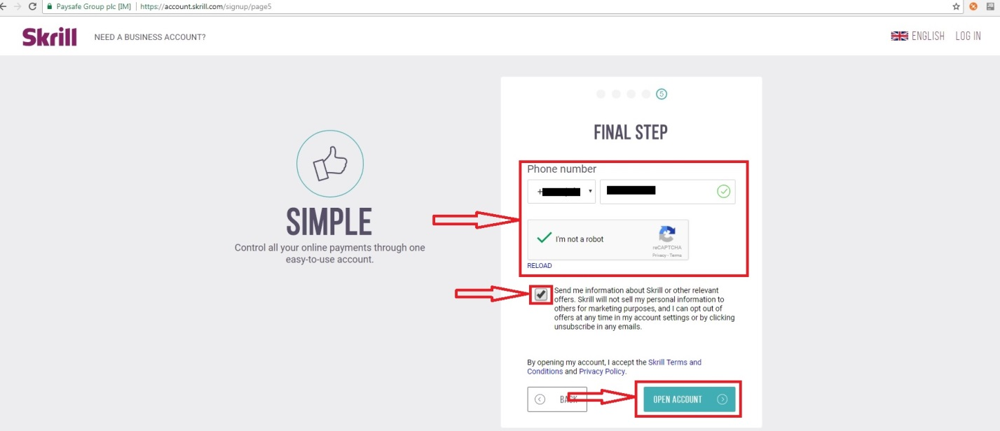 Paysafe Group plc [IM] | https://account.skrill.com/signup/page5
Skrill
NEED A BUSINESS ACCOUNT?
ENGLISH
LOG IN
5
FINAL STEP
Phone number
+
I'm not a robot
reCAPTCHA
Privacy - Terms
RELOAD
SIMPLE
Control all your online payments through one
easy-to-use account.
Send me information about Skrill or other relevant
offers. Skrill will not sell my personal information to
others for marketing purposes, and I can opt out of
offers at any time in my account settings or by clicking
unsubscribe in any emails.
By opening my account, I accept the Skrill Terms and
Conditions and Privacy Policy.
BACK
OPEN ACCOUNT